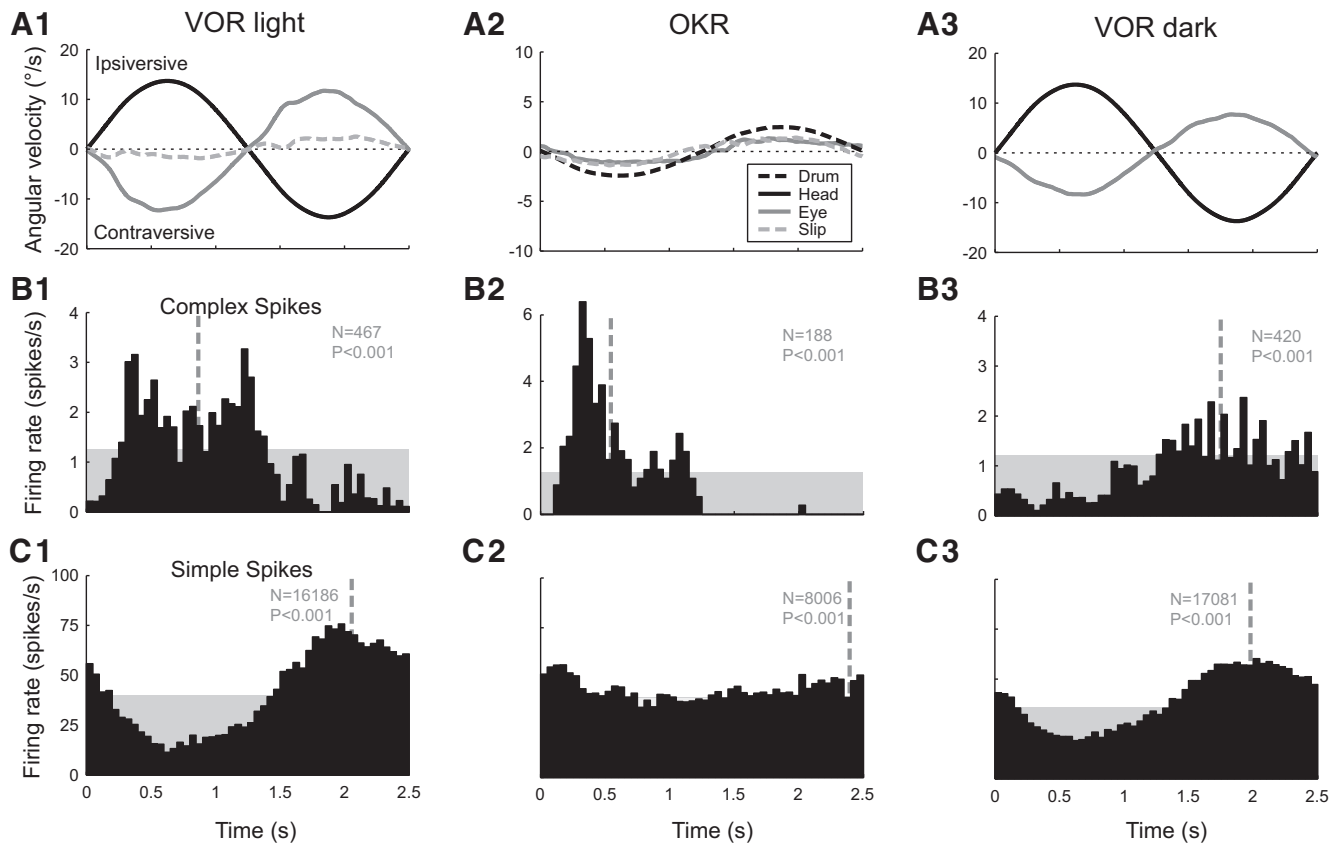 A1 VOR light
A2 OKR
A3 VOR dark
Angular velocity (°/s)
20
10
0
-10
-20
Ipsiversive
Contraversive
10
5
0
-5
-10
Drum
Head
Eye
Slip
20
10
0
-10
-20
B1
Complex Spikes
Firing rate (spikes/s)
4
3
2
1
0
N=467
P<0.001
B2
6
4
2
0
N=188
P<0.001
B3
4
3
2
1
0
N=420
P<0.001
C1
Simple Spikes
Firing rate (spikes/s)
100
75
50
25
0
N=16186
P<0.001
0 0.5 1 1.5 2 2.5
Time (s)
C2
N=8006
P<0.001
0 0.5 1 1.5 2 2.5
Time (s)
C3
N=17081
P<0.001
0 0.5 1 1.5 2 2.5
Time (s)